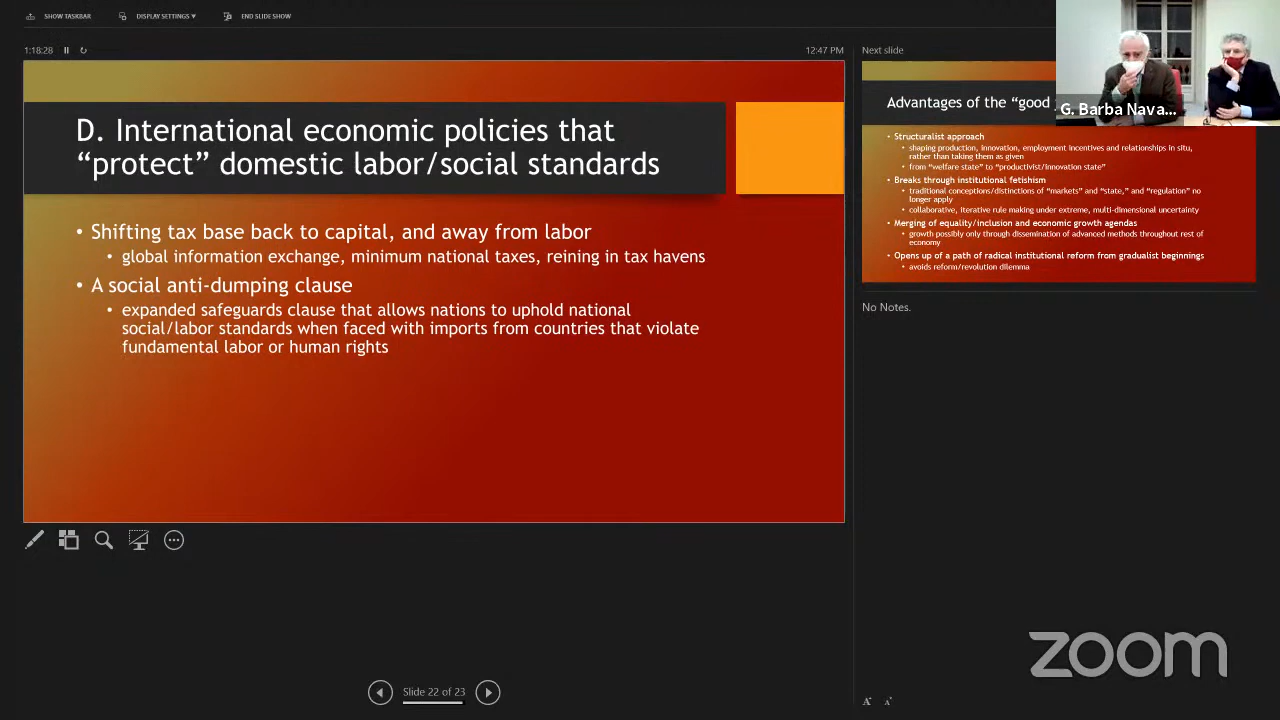 SHOW TASKBAR
DISPLAY SETTINGS ▾
END SLIDE SHOW
1:18:28
12:47 PM
D. International economic policies that
“protect” domestic labor/social standards
• Shifting tax base back to capital, and away from labor
• global information exchange, minimum national taxes, reining in tax havens
• A social anti-dumping clause
• expanded safeguards clause that allows nations to uphold national
social/labor standards when faced with imports from countries that violate
fundamental labor or human rights
Slide 22 of 23
Next slide
Advantages of the “good
G. Barba Nava...
• Structuralist approach
• shaping production, innovation, employment incentives and relationships in situ,
rather than taking them as given
• from “welfare state” to “productivist/innovation state”
• Breaks through institutional fetishism
• traditional conceptions/distinctions of “markets” and “state,” and “regulation” no
longer apply
• collaborative, iterative rule making under extreme, multi-dimensional uncertainty
• Merging of equality/inclusion and economic growth agendas
• growth possibly only through dissemination of advanced methods throughout rest of
economy
• Opens up of a path of radical institutional reform from gradualist beginnings
• avoids reform/revolution dilemma
No Notes.
zoom
A A